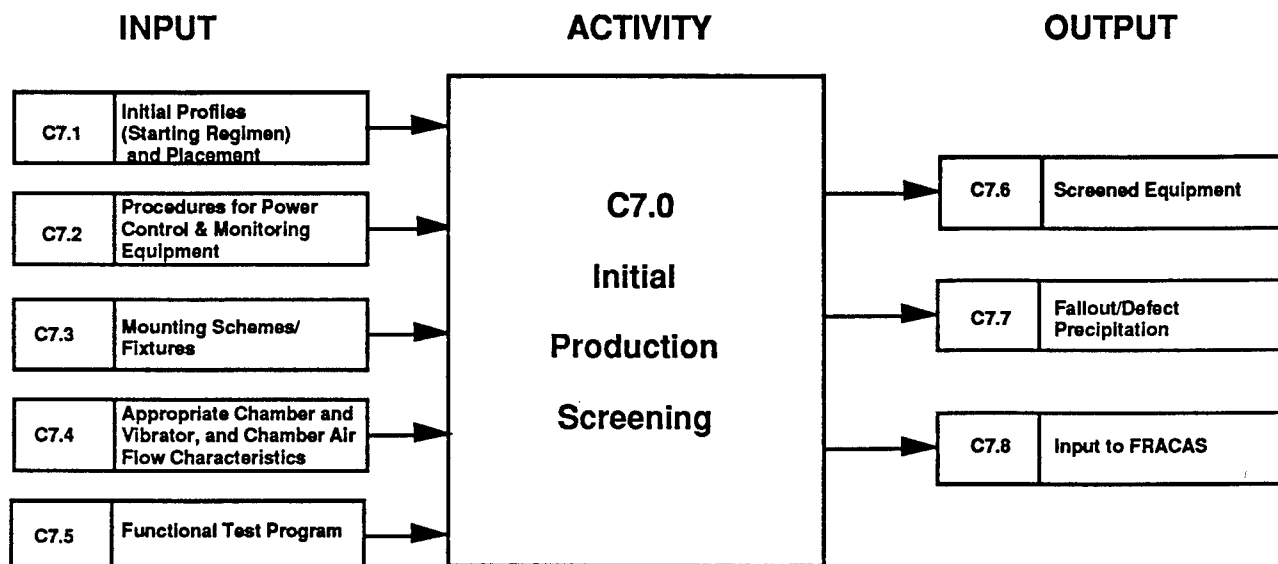 INPUT
ACTIVITY
OUTPUT
C7.1
Initial Profiles
(Starting Regimen)
and Placement
C7.2
Procedures for Power
Control & Monitoring
Equipment
C7.3
Mounting Schemes/
Fixtures
C7.4
Appropriate Chamber and
Vibrator, and Chamber Air
Flow Characteristics
C7.5
Functional Test Program
C7.0
Initial
Production
Screening
C7.6
Screened Equipment
C7.7
Fallout/Defect
Precipitation
C7.8
Input to FRACAS